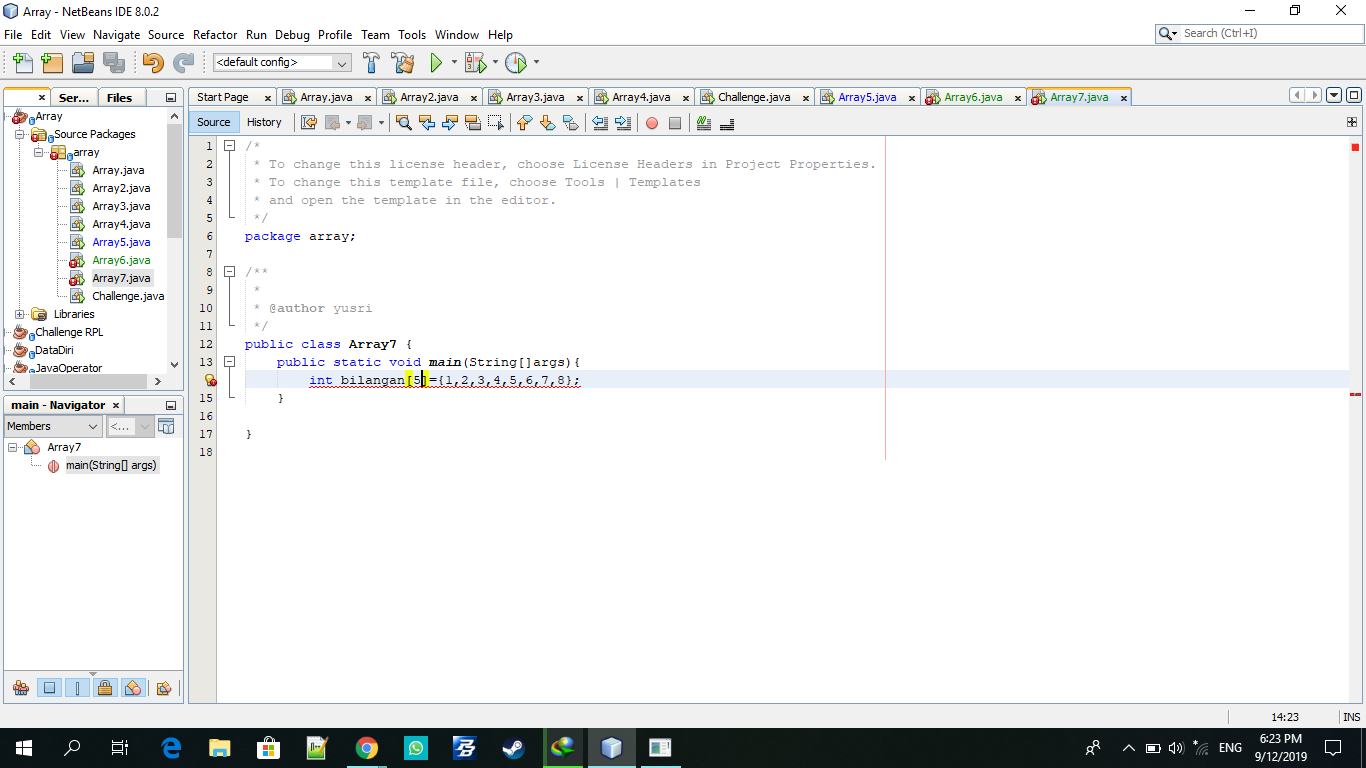 Array - NetBeans IDE 8.0.2
File Edit View Navigate Source Refactor Run Debug Profile Team Tools Window Help
Search (Ctrl+I)
<default config>
Ser... Files
Start Page Array.java Array2.java Array3.java Array4.java Challenge.java Array5.java Array6.java Array7.java
Source History
Array
Source Packages
array
Array.java
Array2.java
Array3.java
Array4.java
Array5.java
Array6.java
Array7.java
Challenge.java
Libraries
Challenge RPL
DataDiri
JavaOperator
main - Navigator
Members <...
Array7
main(String[] args)
1 /*
2 * To change this license header, choose License Headers in Project Properties.
3 * To change this template file, choose Tools | Templates
4 * and open the template in the editor.
5 */
6 package array;
7
8 /**
9 *
10 * @author yusri
11 */
12 public class Array7 {
13 public static void main(String[]args){
int bilangan[5]={1,2,3,4,5,6,7,8};
15 }
16
17 }
18
14:23 INS
ENG
6:23 PM
9/12/2019